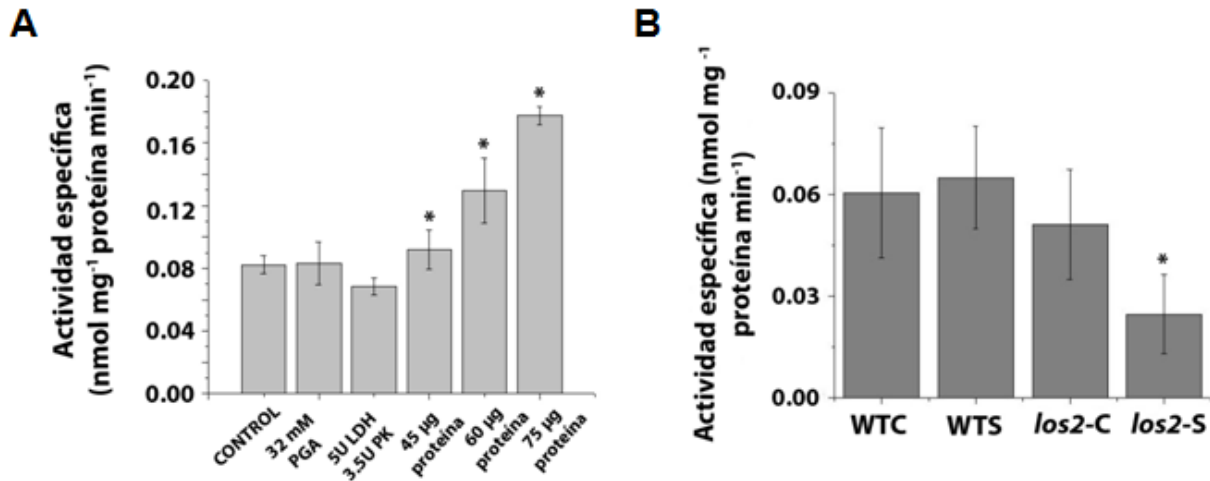 A
Actividad específica
(nmol mg⁻¹ proteína min⁻¹)
0.20
0.16
0.12
0.08
0.04
0.00
*
*
*
CONTROL
32 mM
PGA
5U LDH
3.5U PK
45 µg
proteína
60 µg
proteína
75 µg
proteína
B
Actividad específica (nmol mg⁻¹
proteína min⁻¹)
0.09
0.06
0.03
0.00
*
WTC
WTS
los2-C
los2-S